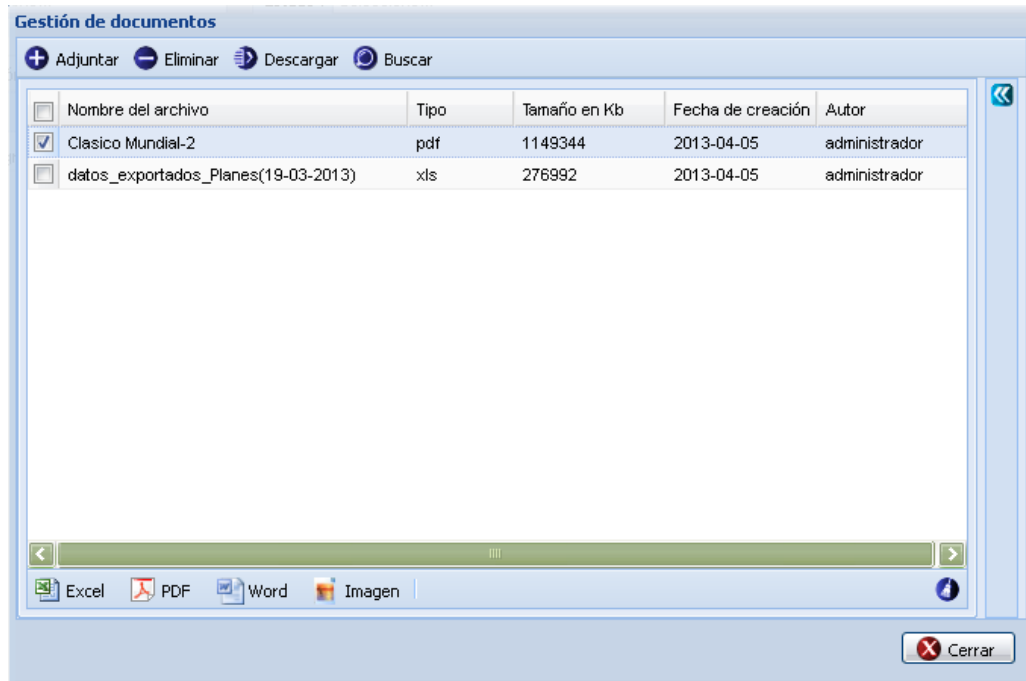 Gestión de documentos
Adjuntar Eliminar Descargar Buscar
Nombre del archivo Tipo Tamaño en Kb Fecha de creación Autor
Clasico Mundial-2 pdf 1149344 2013-04-05 administrador
datos_exportados_Planes(19-03-2013) xls 276992 2013-04-05 administrador
Excel PDF Word Imagen
Cerrar